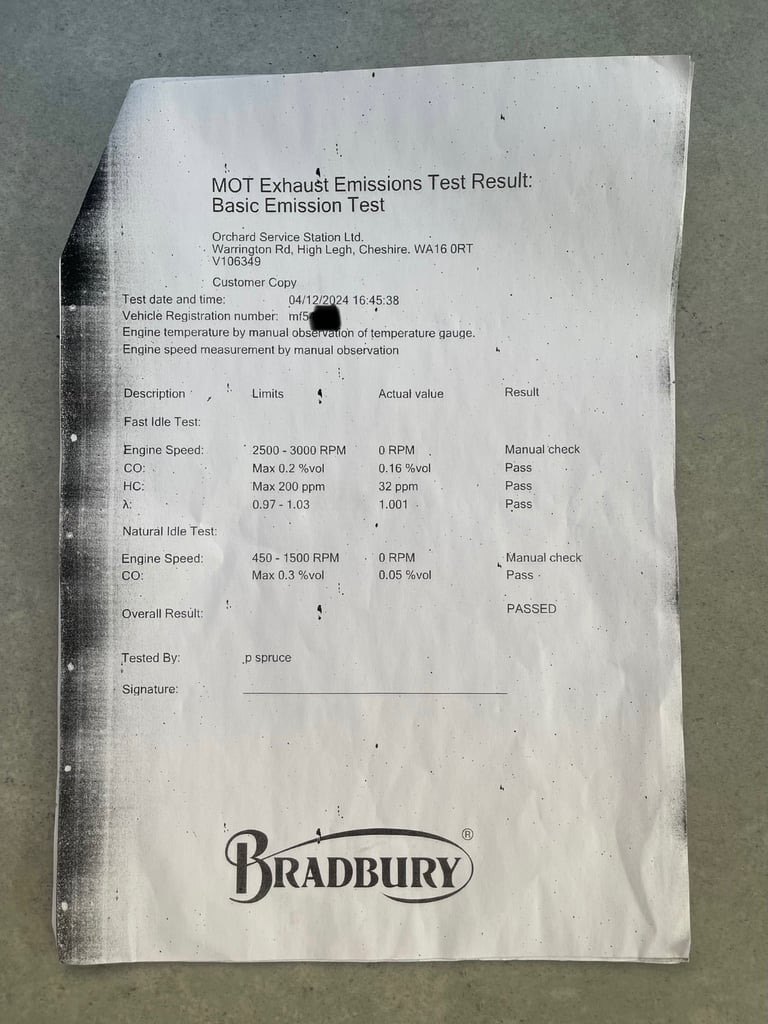 MOT Exhaust Emissions Test Result:
Basic Emission Test
Orchard Service Station Ltd.
Warrington Rd, High Legh, Cheshire. WA16 0RT
V106349
Customer Copy
Test date and time: 04/12/2024 16:45:38
Vehicle Registration number: mf5
Engine temperature by manual observation of temperature gauge.
Engine speed measurement by manual observation
Description Limits Actual value Result
Fast Idle Test:
Engine Speed: 2500 - 3000 RPM 0 RPM Manual check
CO: Max 0.2 %vol 0.16 %vol Pass
HC: Max 200 ppm 32 ppm Pass
λ: 0.97 - 1.03 1.001 Pass
Natural Idle Test:
Engine Speed: 450 - 1500 RPM 0 RPM Manual check
CO: Max 0.3 %vol 0.05 %vol Pass
Overall Result: PASSED
Tested By: p spruce
Signature:
BRADBURY ®